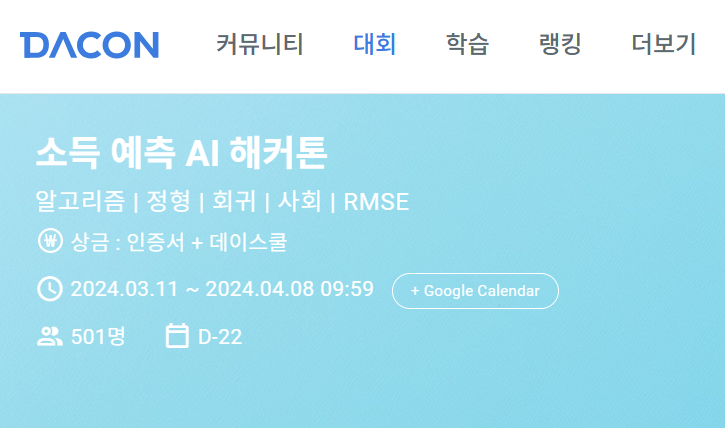 DACON 커뮤니티 대회 학습 랭킹 더보기
소득 예측 AI 해커톤
알고리즘 | 정형 | 회귀 | 사회 | RMSE
₩ 상금 : 인증서 + 데이스쿨
2024.03.11 ~ 2024.04.08 09:59 + Google Calendar
501명 D-22